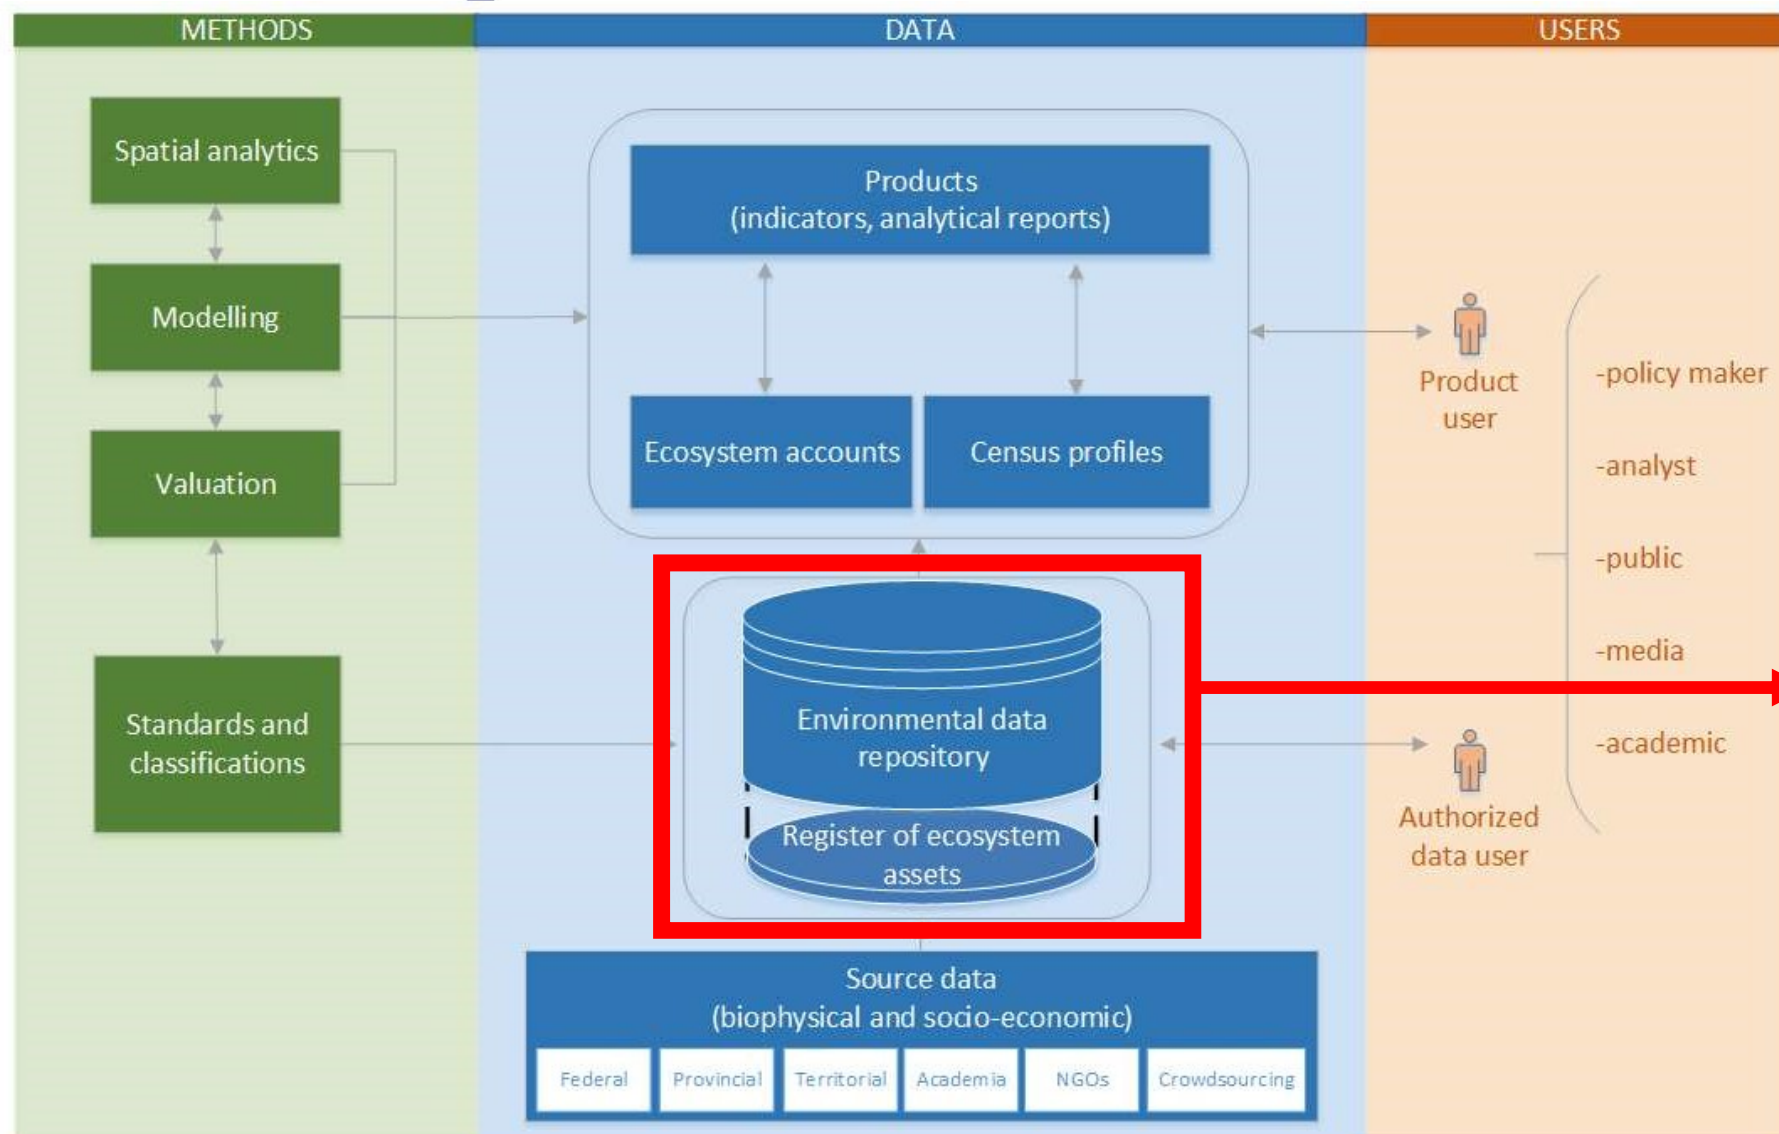 METHODS
DATA
USERS
Spatial analytics
Modelling
Valuation
Standards and
classifications
Products
(indicators, analytical reports)
Ecosystem accounts
Census profiles
Environmental data
repository
Register of ecosystem
assets
Source data
(biophysical and socio-economic)
Federal
Provincial
Territorial
Academia
NGOs
Crowdsourcing
Product
user
Authorized
data user
-policy maker
-analyst
-public
-media
-academic